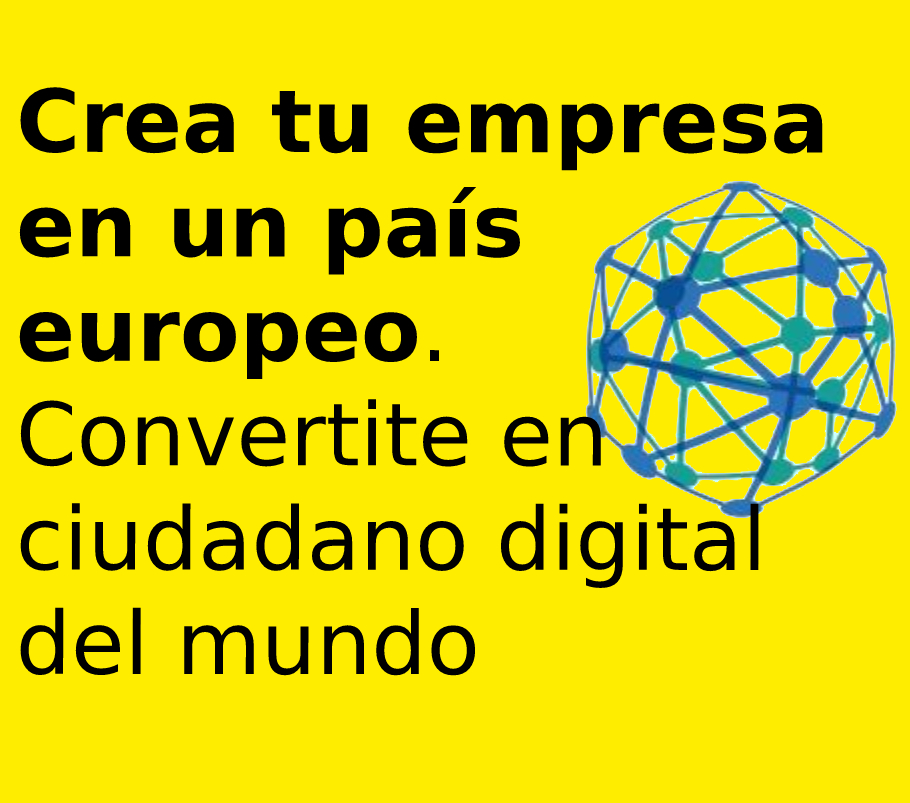 Crea tu empresa
en un país
europeo.
Convertite en
ciudadano digital
del mundo